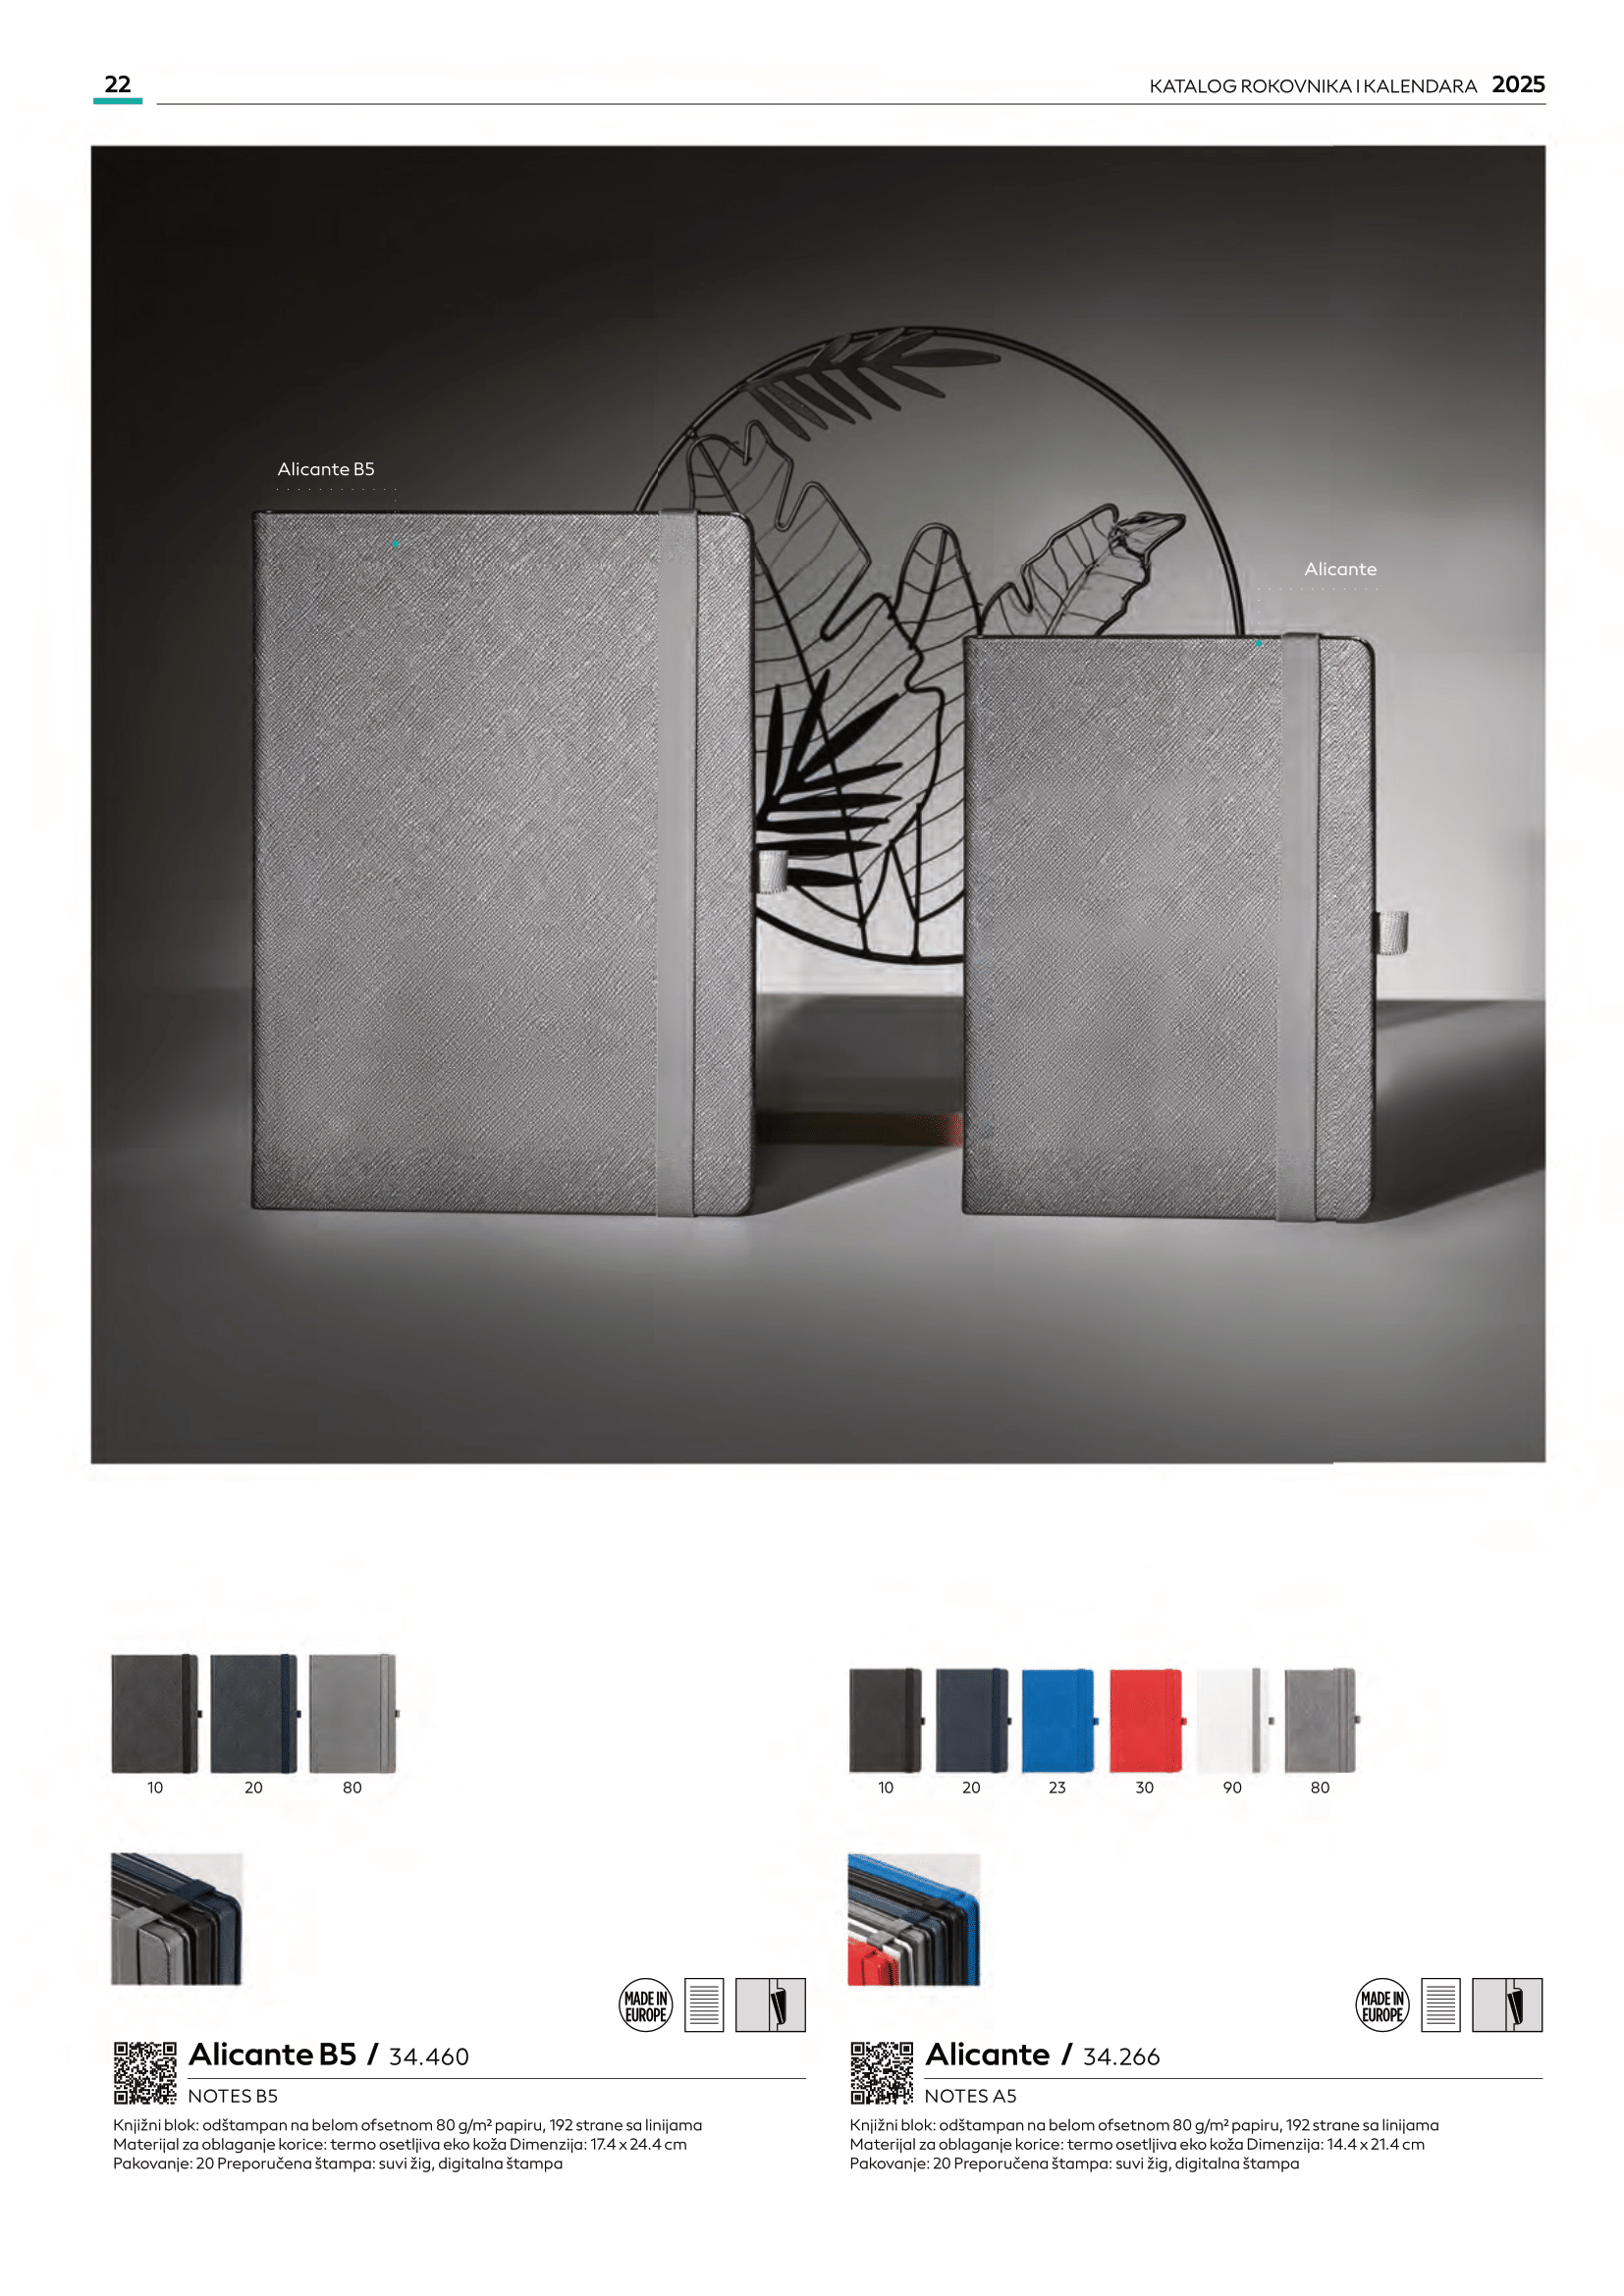 22
KATALOG ROKOVNIKA I KALENDARA 2025
Alicante B5
Alicante
10 20 80
10 20 23 30 90 80
MADE IN
EUROPE
Alicante B5 / 34.460
NOTES B5
Knjižni blok: odštampan na belom ofsetnom 80 g/m² papiru, 192 strane sa linijama
Materijal za oblaganje korice: termo osetljiva eko koža Dimenzija: 17.4 x 24.4 cm
Pakovanje: 20 Preporučena štampa: suvi žig, digitalna štampa
MADE IN
EUROPE
Alicante / 34.266
NOTES A5
Knjižni blok: odštampan na belom ofsetnom 80 g/m² papiru, 192 strane sa linijama
Materijal za oblaganje korice: termo osetljiva eko koža Dimenzija: 14.4 x 21.4 cm
Pakovanje: 20 Preporučena štampa: suvi žig, digitalna štampa